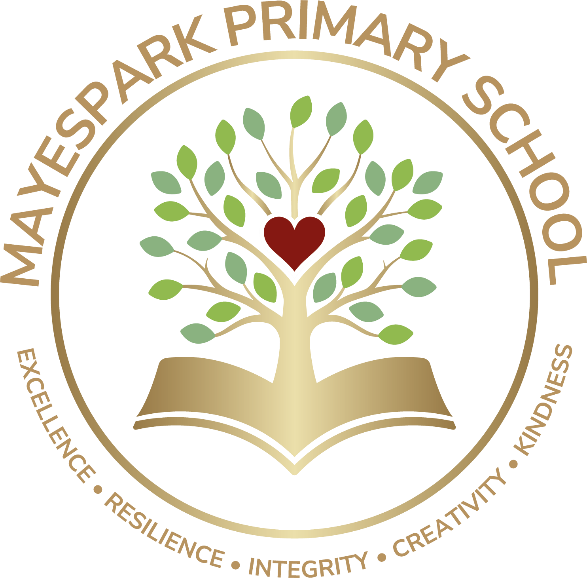 MAYESPARK PRIMARY SCHOOL
EXCELLENCE • RESILIENCE • INTEGRITY • CREATIVITY • KINDNESS